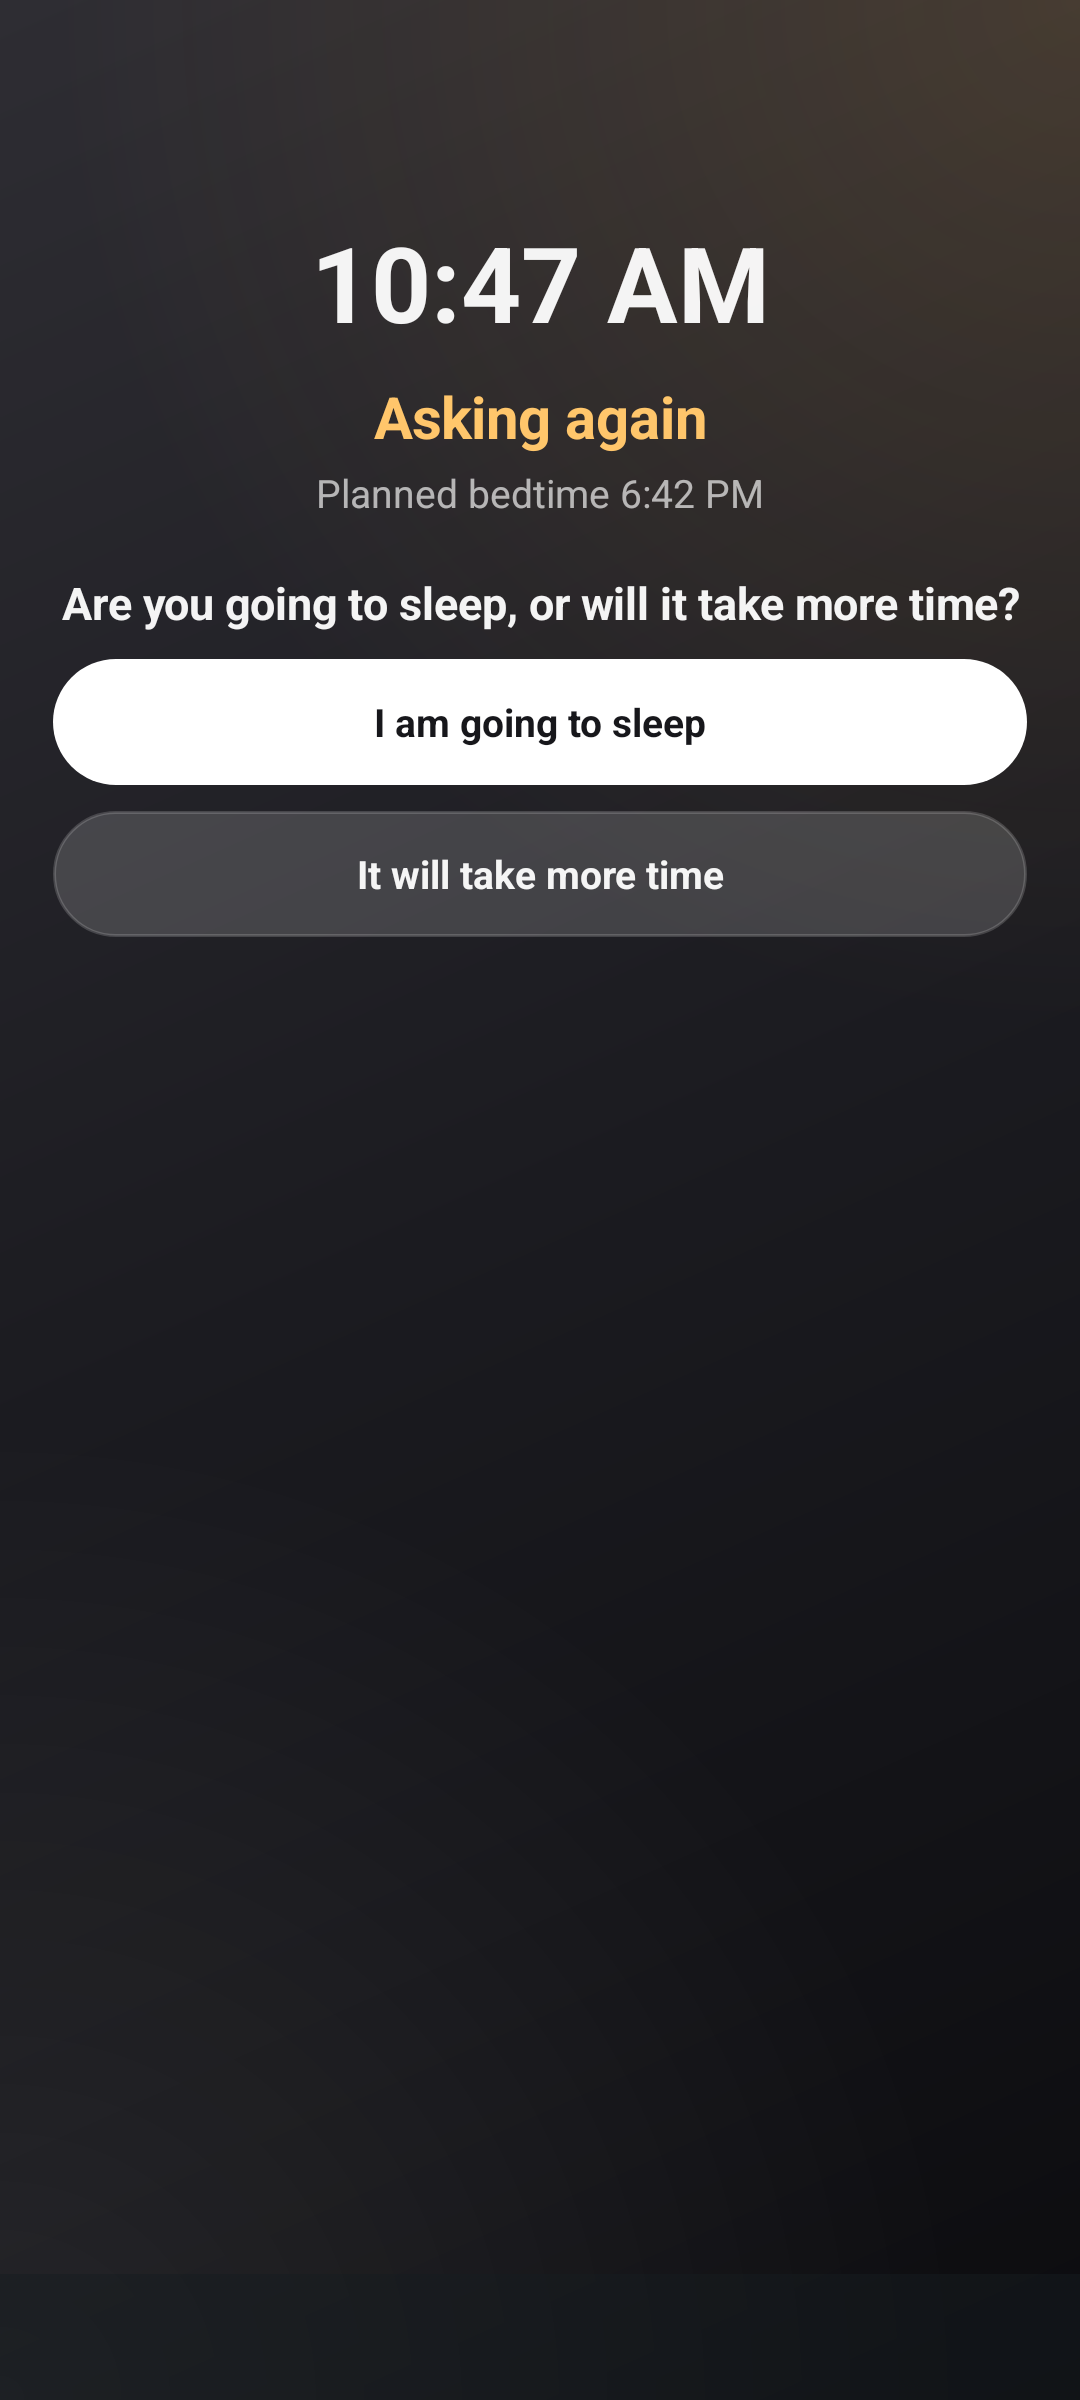 10:47 AM
Asking again
Planned bedtime 6:42 PM
Are you going to sleep, or will it take more time?
I am going to sleep
It will take more time